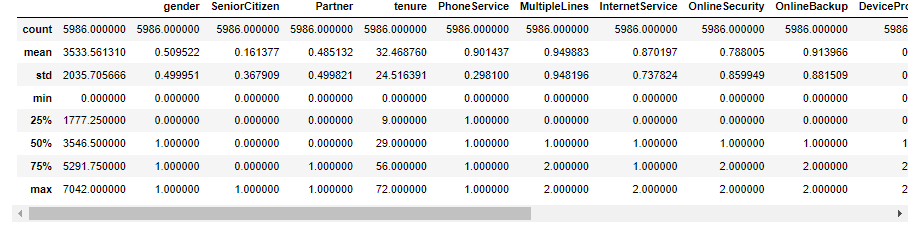 gender SeniorCitizen Partner tenure PhoneService MultipleLines InternetService OnlineSecurity OnlineBackup DevicePro
count 5986.000000 5986.000000 5986.000000 5986.000000 5986.000000 5986.000000 5986.000000 5986.000000 5986.000000 5986.000000 5986
mean 3533.561310 0.509522 0.161377 0.485132 32.468760 0.901437 0.949883 0.870197 0.788005 0.913966 0
std 2035.705666 0.499951 0.367909 0.499821 24.516391 0.298100 0.948196 0.737824 0.859949 0.881509 0
min 0.000000 0.000000 0.000000 0.000000 0.000000 0.000000 0.000000 0.000000 0.000000 0.000000 0
25% 1777.250000 0.000000 0.000000 0.000000 9.000000 1.000000 0.000000 0.000000 0.000000 0.000000 0
50% 3546.500000 1.000000 0.000000 0.000000 29.000000 1.000000 1.000000 1.000000 1.000000 1.000000 1
75% 5291.750000 1.000000 0.000000 1.000000 56.000000 1.000000 2.000000 1.000000 2.000000 2.000000 2
max 7042.000000 1.000000 1.000000 1.000000 72.000000 1.000000 2.000000 2.000000 2.000000 2.000000 2